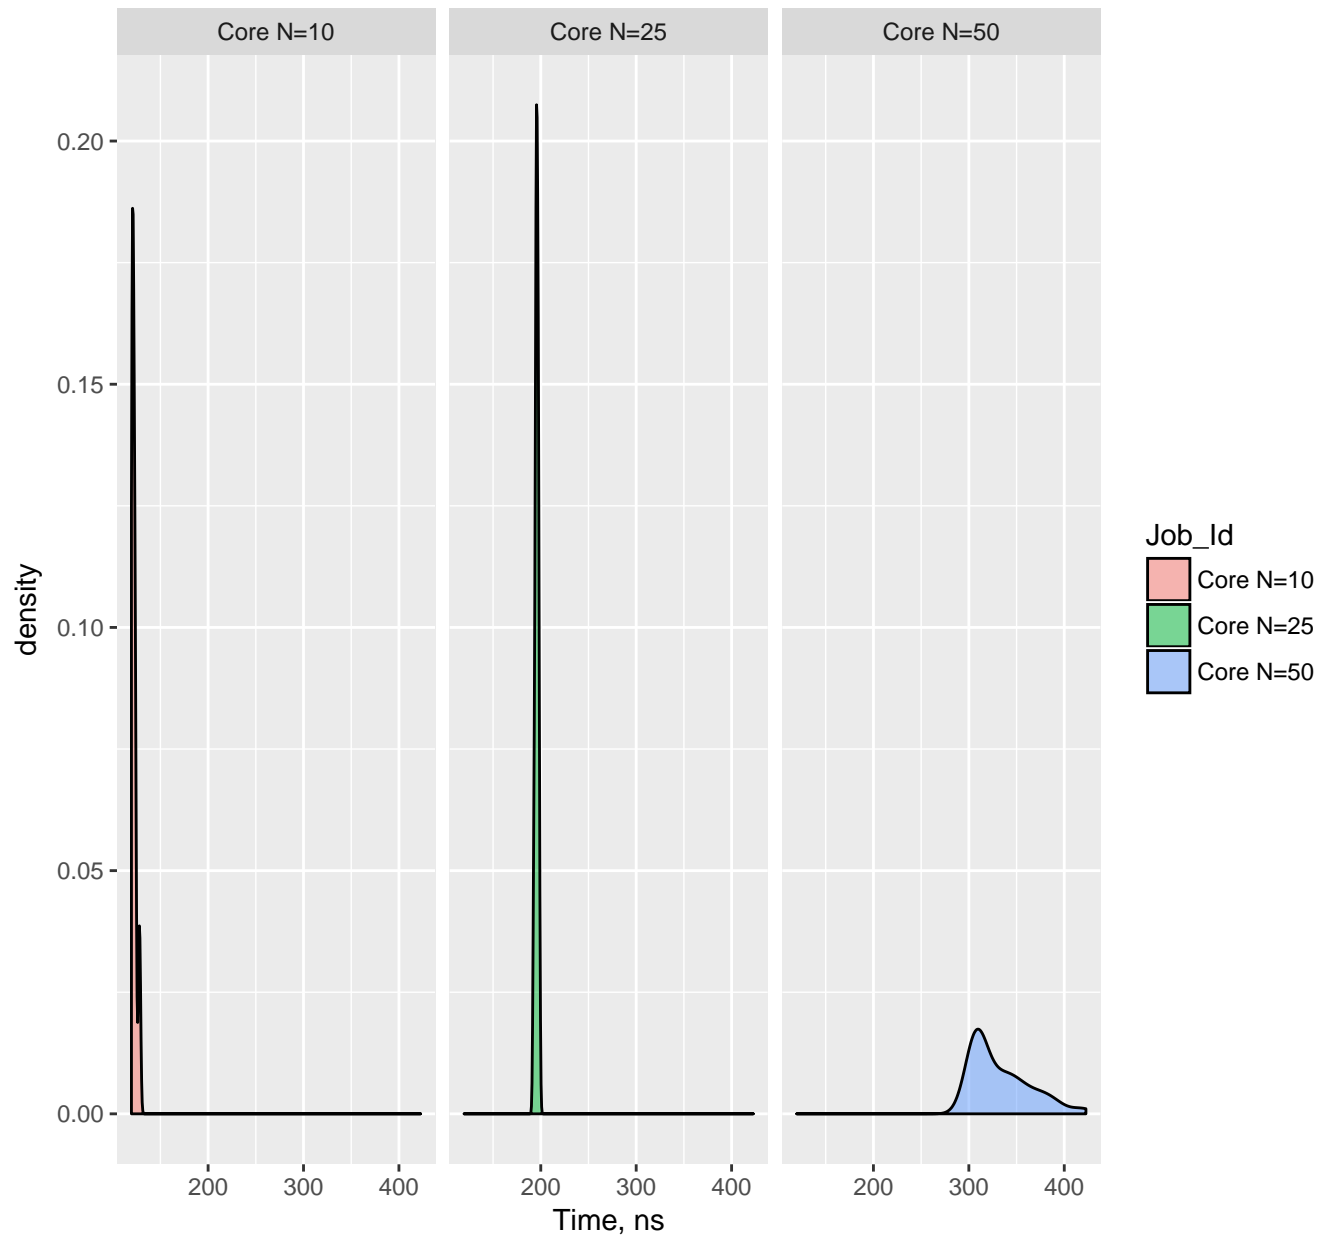 Core N=10 Core N=25 Core N=50
0.20
0.15
0.10
0.05
0.00
density
200 300 400 200 300 400 200 300 400
Time, ns
Job_Id
Core N=10
Core N=25
Core N=50